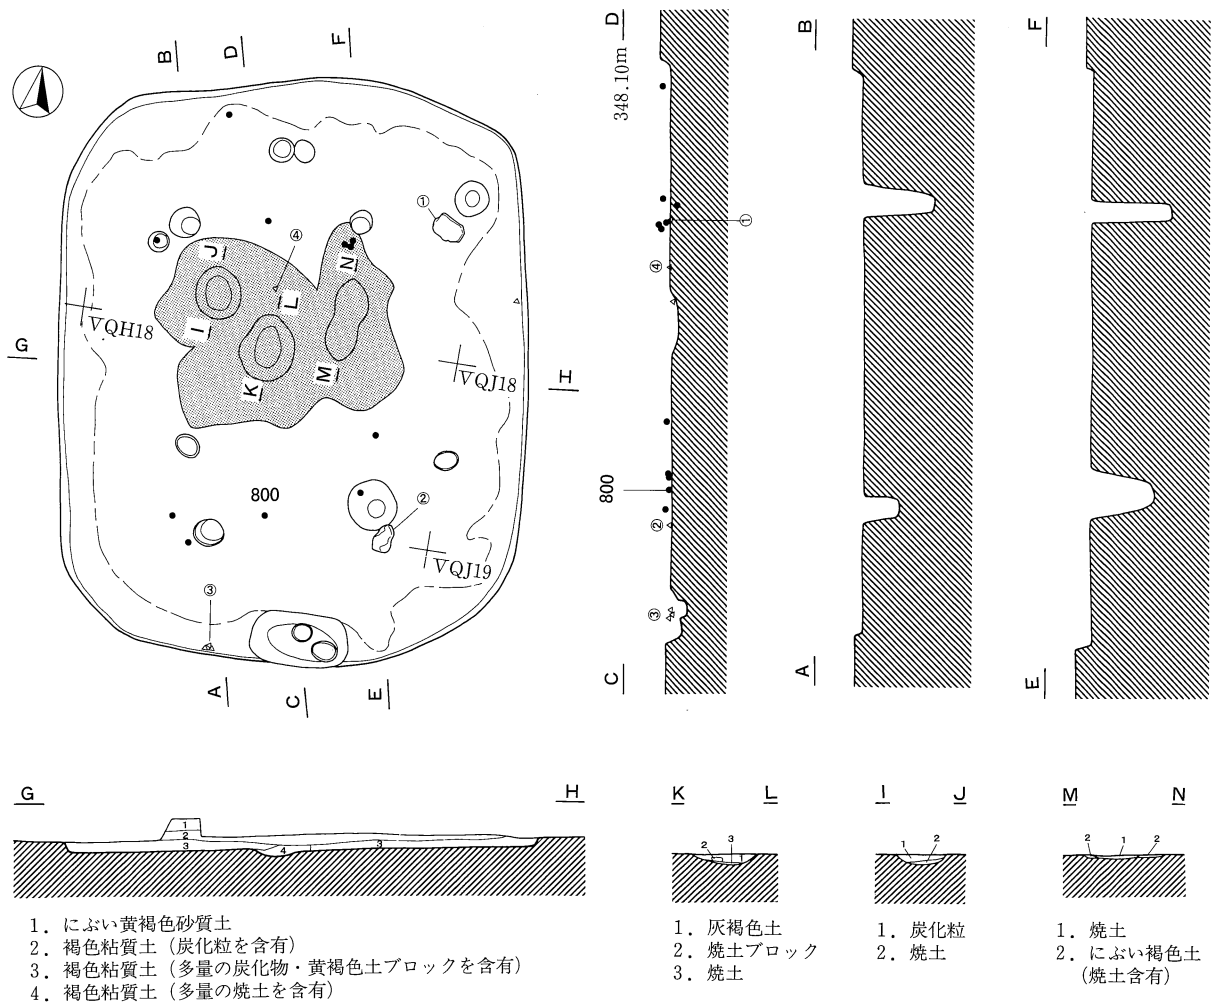 B
D
F
①
④
J
N
L
▽QH18
I
G
M
K
▽QJ18
H
800
②
▽QJ19
③
A
C
E
D
348.10m
①
④
800
②
③
C
B
A
F
E
G
H
1
2
3
4
3
1. にぶい黄褐色砂質土
2. 褐色粘質土（炭化粒を含有）
3. 褐色粘質土（多量の炭化物・黄褐色土ブロックを含有）
4. 褐色粘質土（多量の焼土を含有）
K L
3
2
1
1. 灰褐色土
2. 焼土ブロック
3. 焼土
I J
1 2
1. 炭化粒
2. 焼土
M N
2 1 2
1. 焼土
2. にぶい褐色土
（焼土含有）